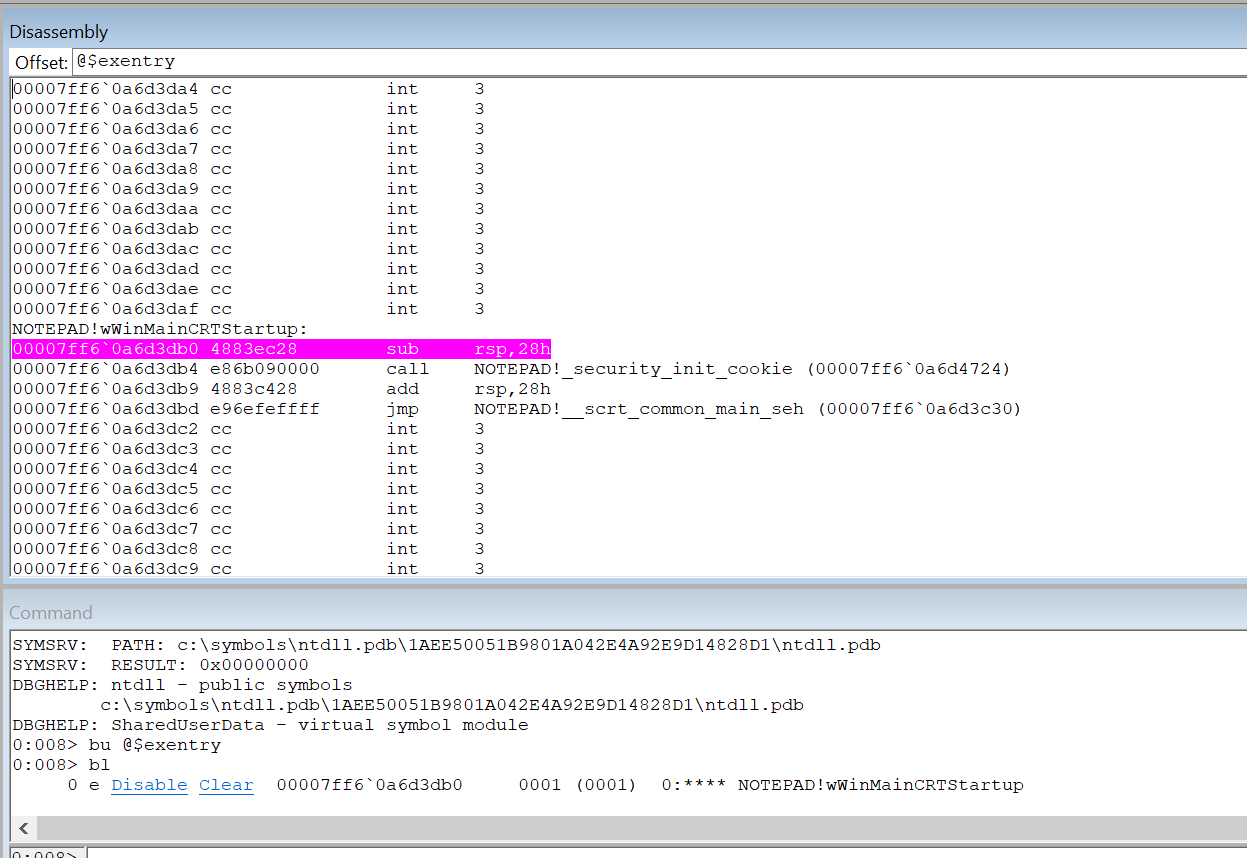 Disassembly
Offset: @$exentry
00007ff6`0a6d3da4 cc int 3
00007ff6`0a6d3da5 cc int 3
00007ff6`0a6d3da6 cc int 3
00007ff6`0a6d3da7 cc int 3
00007ff6`0a6d3da8 cc int 3
00007ff6`0a6d3da9 cc int 3
00007ff6`0a6d3daa cc int 3
00007ff6`0a6d3dab cc int 3
00007ff6`0a6d3dac cc int 3
00007ff6`0a6d3dad cc int 3
00007ff6`0a6d3dae cc int 3
00007ff6`0a6d3daf cc int 3
NOTEPAD!wWinMainCRTStartup:
00007ff6`0a6d3db0 4883ec28 sub rsp,28h
00007ff6`0a6d3db4 e86b090000 call NOTEPAD!_security_init_cookie (00007ff6`0a6d4724)
00007ff6`0a6d3db9 4883c428 add rsp,28h
00007ff6`0a6d3dbd e96efeffff jmp NOTEPAD!__scrt_common_main_seh (00007ff6`0a6d3c30)
00007ff6`0a6d3dc2 cc int 3
00007ff6`0a6d3dc3 cc int 3
00007ff6`0a6d3dc4 cc int 3
00007ff6`0a6d3dc5 cc int 3
00007ff6`0a6d3dc6 cc int 3
00007ff6`0a6d3dc7 cc int 3
00007ff6`0a6d3dc8 cc int 3
00007ff6`0a6d3dc9 cc int 3
Command
SYMSRV: PATH: c:\symbols\ntdll.pdb\1AEE50051B9801A042E4A92E9D14828D1\ntdll.pdb
SYMSRV: RESULT: 0x00000000
DBGHELP: ntdll - public symbols
c:\symbols\ntdll.pdb\1AEE50051B9801A042E4A92E9D14828D1\ntdll.pdb
DBGHELP: SharedUserData - virtual symbol module
0:008> bu @$exentry
0:008> bl
0 e Disable Clear 00007ff6`0a6d3db0 0001 (0001) 0:**** NOTEPAD!wWinMainCRTStartup
0:008>